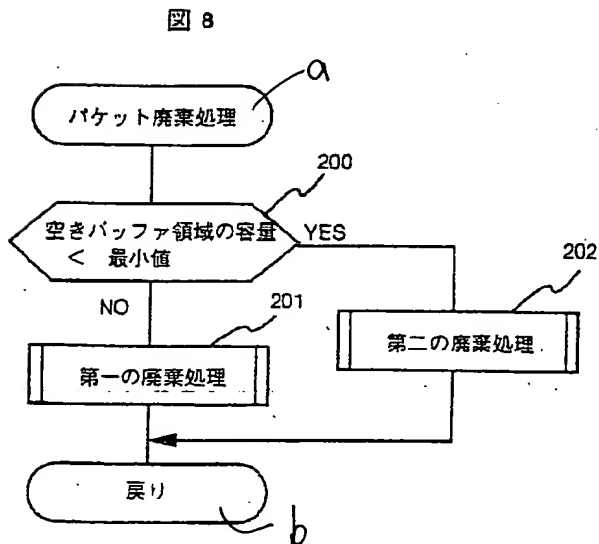 図 8
a
パケット廃棄処理
200
空きバッファ領域の容量
< 最小値
YES
NO
201
202
第一の廃棄処理
第二の廃棄処理
戻り
b